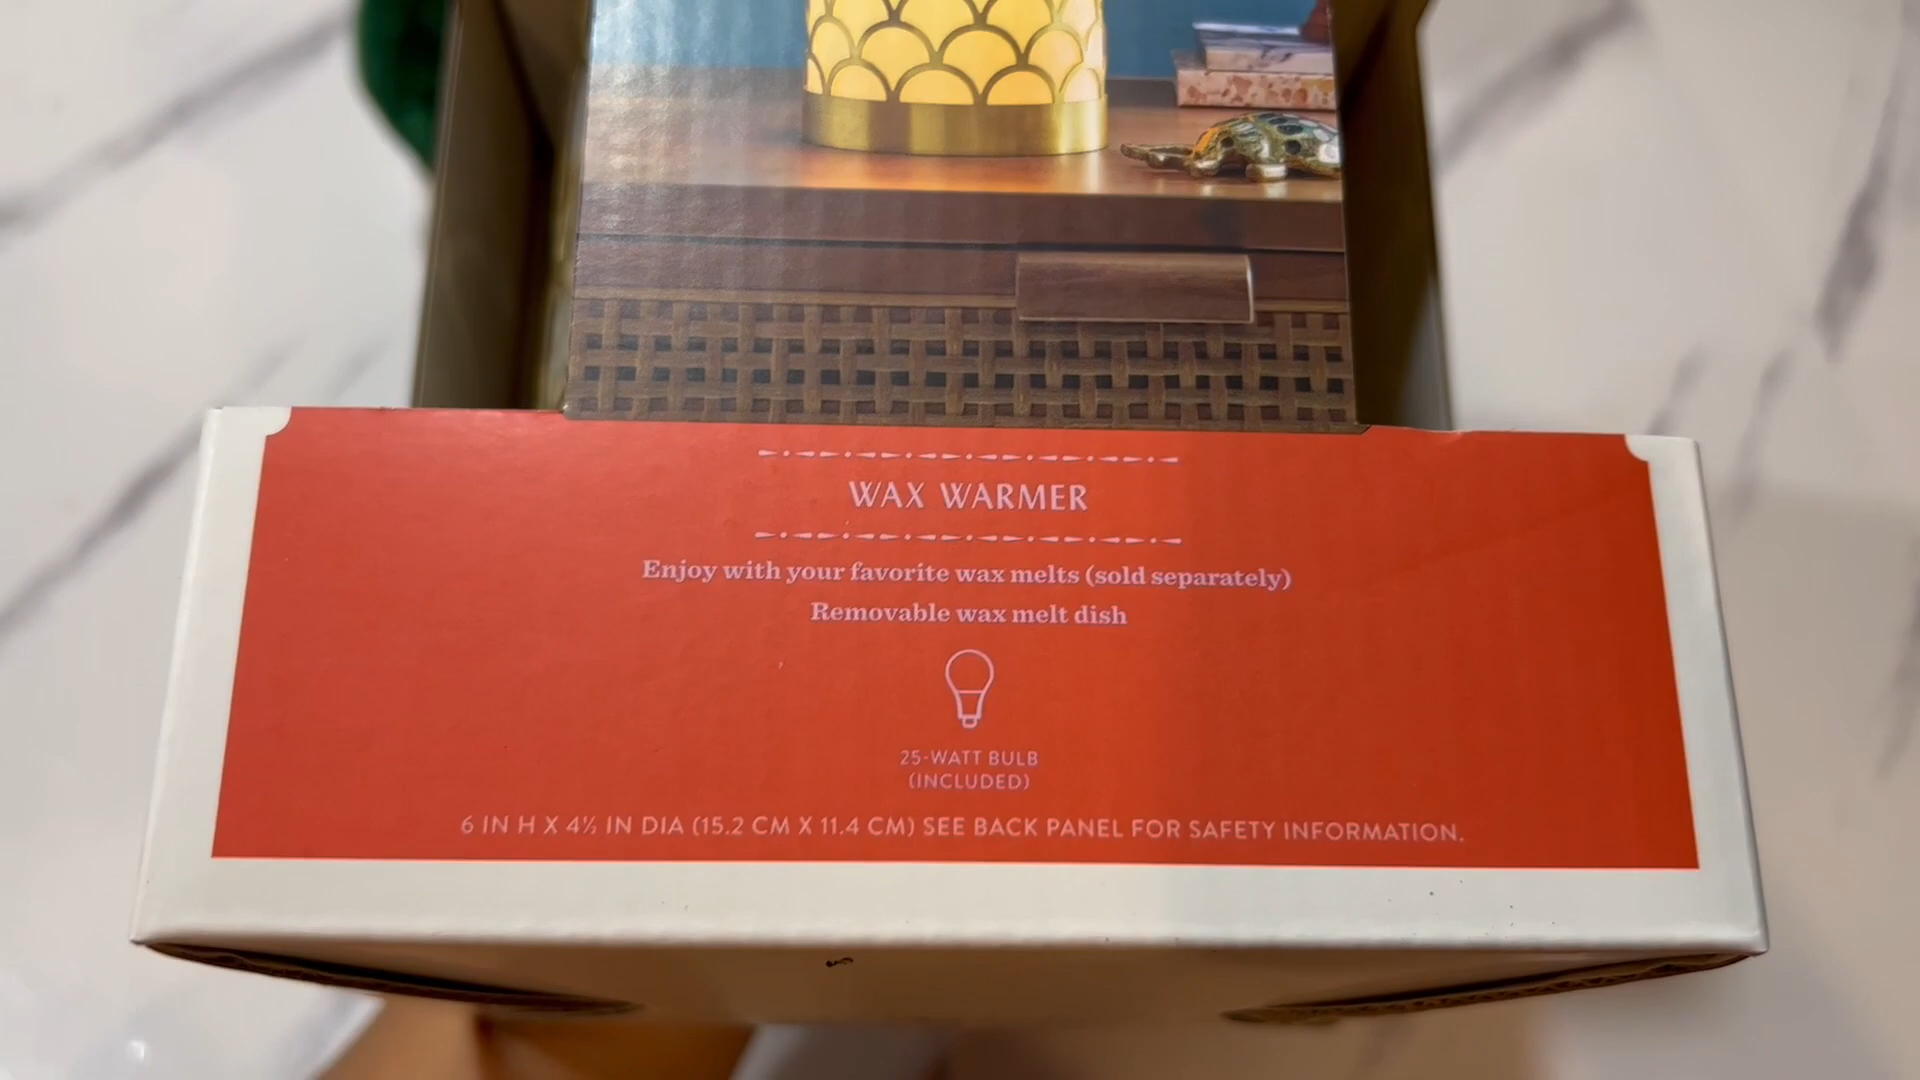 WAX WARMER
Enjoy with your favorite wax melts (sold separately)
Removable wax melt dish
25-WATT BULB
(INCLUDED)
6 IN H X 4½ IN DIA (15.2 CM X 11.4 CM) SEE BACK PANEL FOR SAFETY INFORMATION.